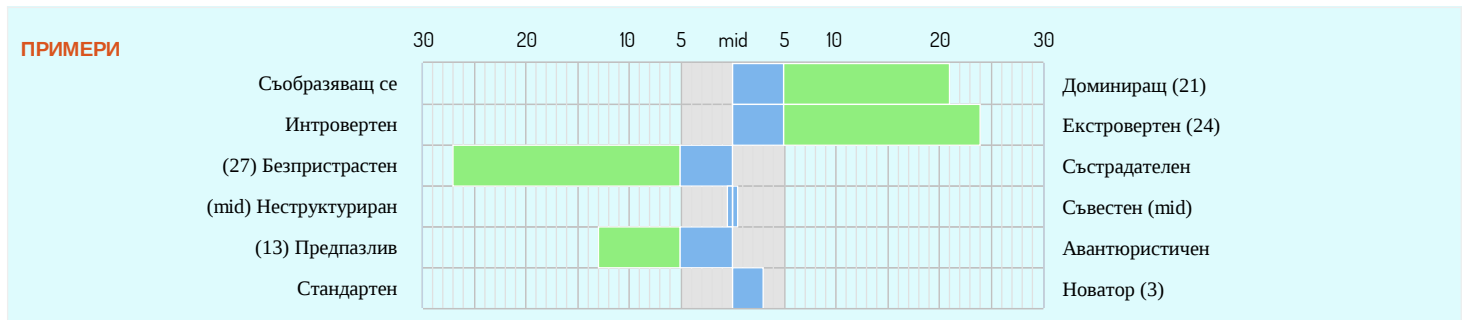 ПРИМЕРИ
30 20 10 5 mid 5 10 20 30
Съобразяващ се Доминиращ (21)
Интровертен Екстровертен (24)
(27) Безпристрастен Състрадателен
(mid) Неструктуриран Съвестен (mid)
(13) Предпазлив Авантюристичен
Стандартен Новатор (3)